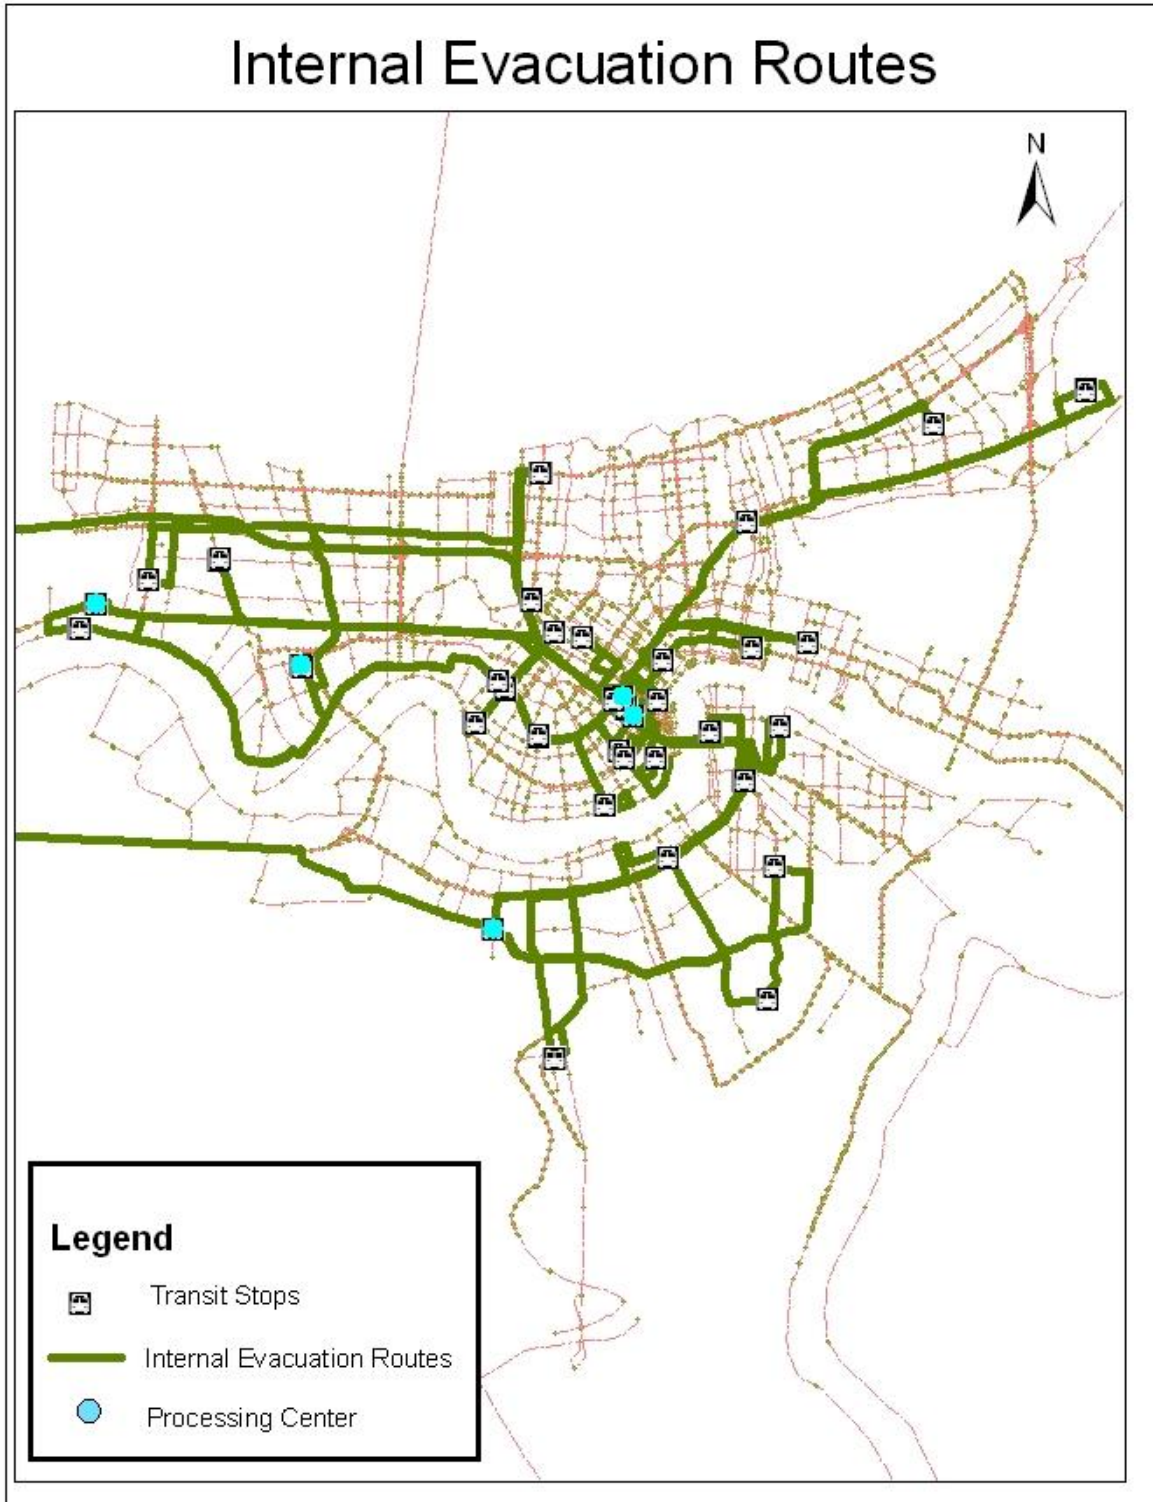 Internal Evacuation Routes
N
Legend
Transit Stops
Internal Evacuation Routes
Processing Center